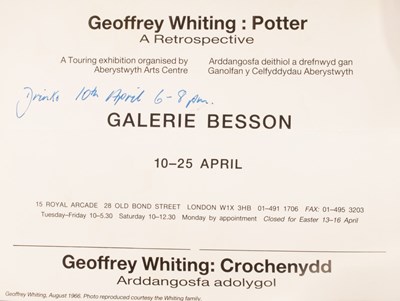 Geoffrey Whiting : Potter
A Retrospective
A Touring exhibition organised by
Aberystwyth Arts Centre
Arddangosfa deithiol a drefnwyd gan
Ganolfan y Celfyddydau Aberystwyth
Drinks 10th April 6-8 pm.
GALERIE BESSON
10–25 APRIL
15 ROYAL ARCADE 28 OLD BOND STREET LONDON W1X 3HB 01-491 1706 FAX: 01-495 3203
Tuesday–Friday 10–5.30 Saturday 10–12.30 Monday by appointment Closed for Easter 13–16 April
Geoffrey Whiting: Crochenydd
Arddangosfa adolygol
Geoffrey Whiting, August 1966. Photo reproduced courtesy the Whiting family.